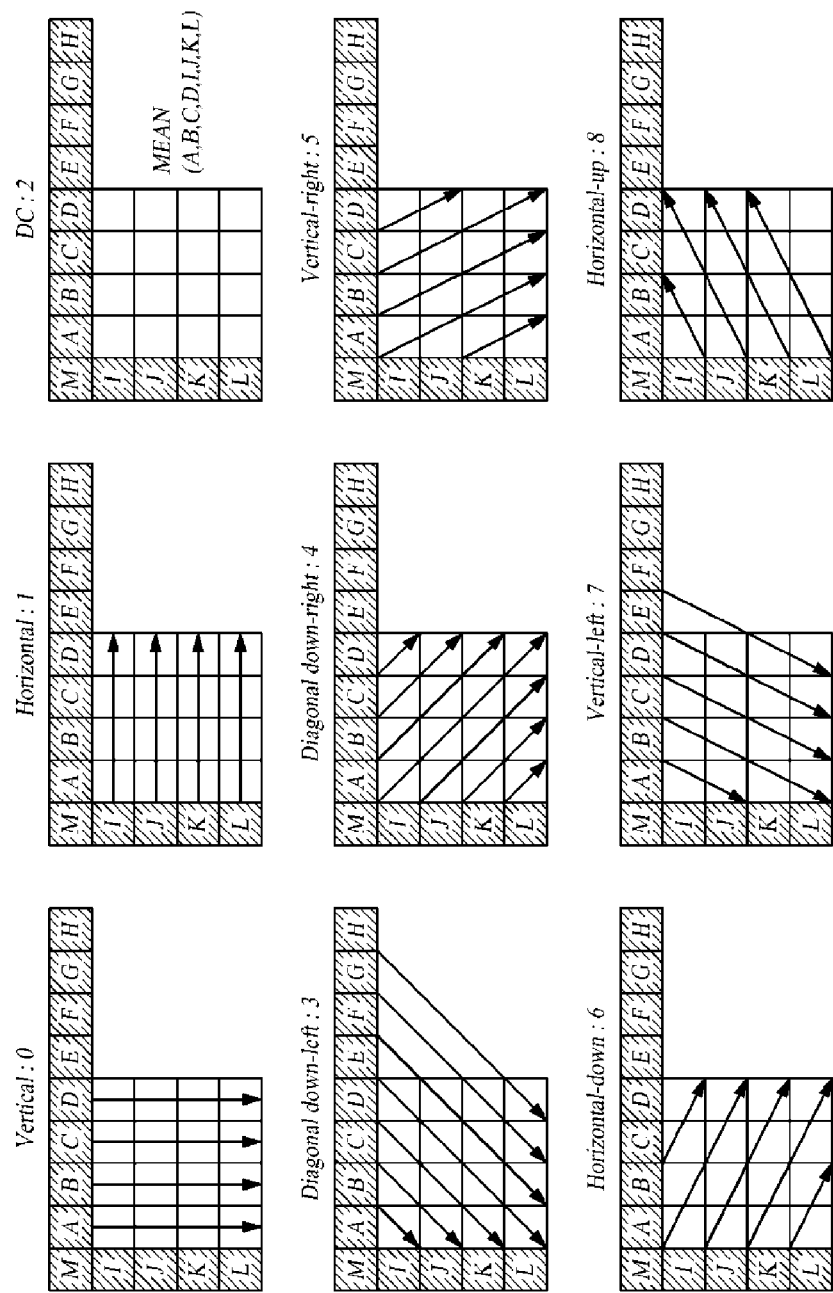 Vertical : 0
M A B C D E F G H
I
J
K
L
Horizontal : 1
M A B C D E F G H
I
J
K
L
DC : 2
M A B C D E F G H
I
J
K
L
MEAN
(A,B,C,D,I,J,K,L)
Diagonal down-left : 3
M A B C D E F G H
I
J
K
L
Diagonal down-right : 4
M A B C D E F G H
I
J
K
L
Vertical-right : 5
M A B C D E F G H
I
J
K
L
Horizontal-down : 6
M A B C D E F G H
I
J
K
L
Vertical-left : 7
M A B C D E F G H
I
J
K
L
Horizontal-up : 8
M A B C D E F G H
I
J
K
L